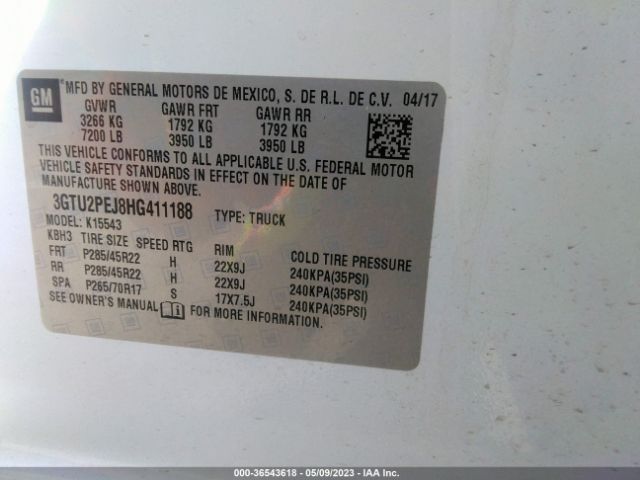 GM ® MFD BY GENERAL MOTORS DE MEXICO, S. DE R.L. DE C.V. 04/17
GVWR GAWR FRT GAWR RR
3266 KG 1792 KG 1792 KG
7200 LB 3950 LB 3950 LB
THIS VEHICLE CONFORMS TO ALL APPLICABLE U.S. FEDERAL MOTOR
VEHICLE SAFETY STANDARDS IN EFFECT ON THE DATE OF
MANUFACTURE SHOWN ABOVE.
3GTU2PEJ8HG411188 TYPE: TRUCK
MODEL: K15543
KBH3 TIRE SIZE SPEED RTG RIM COLD TIRE PRESSURE
FRT P285/45R22 H 22X9J 240KPA(35PSI)
RR P285/45R22 H 22X9J 240KPA(35PSI)
SPA P265/70R17 S 17X7.5J 240KPA(35PSI)
SEE OWNER'S MANUAL FOR MORE INFORMATION.
000-36543618 - 05/09/2023 - IAA Inc.